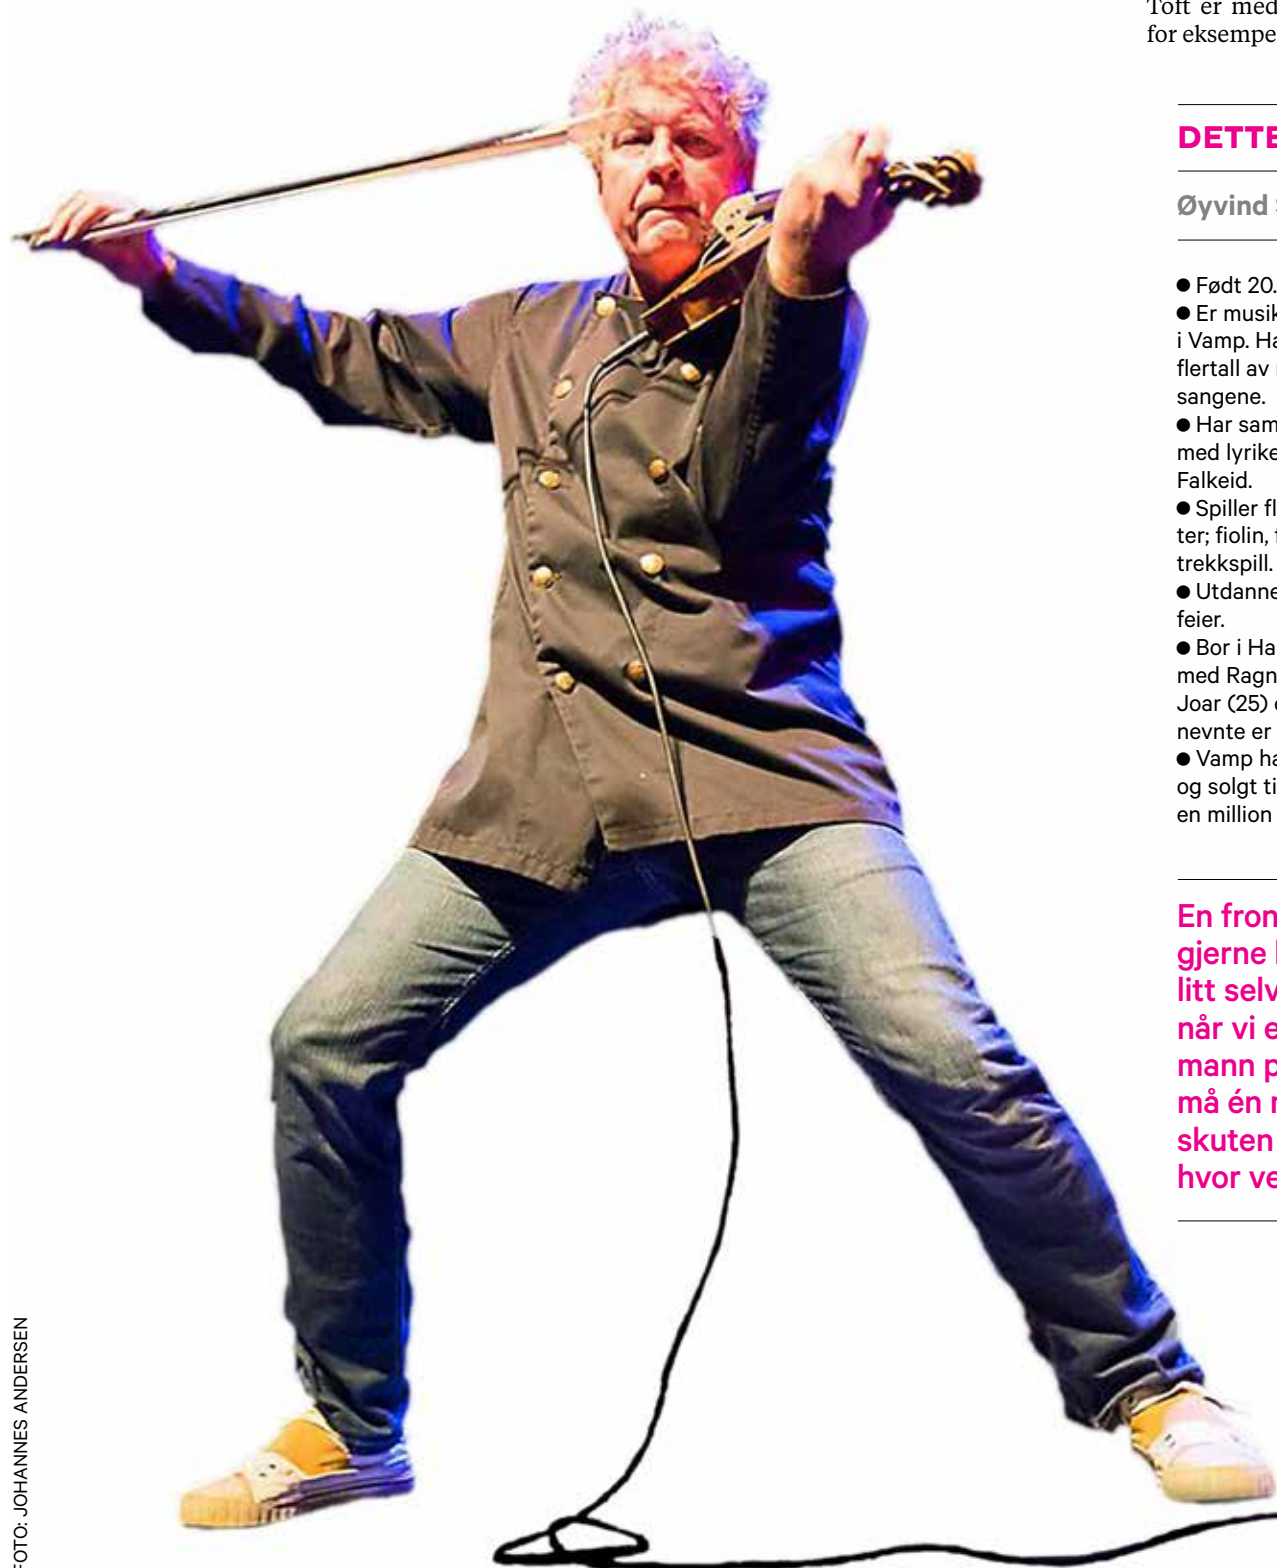 Toft er med
for eksempe
DETTE
Øyvind
Født 20.
Er musik
i Vamp. Ha
flertall av
sangene.
Har sam
med lyrike
Falkeid.
Spiller fl
ter; fiolin,
trekkspill.
Utdanne
feier.
Bor i Ha
med Ragn
Joar (25)
nevnte er
Vamp ha
og solgt ti
en million
En fron
gjerne
litt selv
når vi e
mann p
må én
skuten
hvor ve
FOTO: JOHANNES ANDERSEN